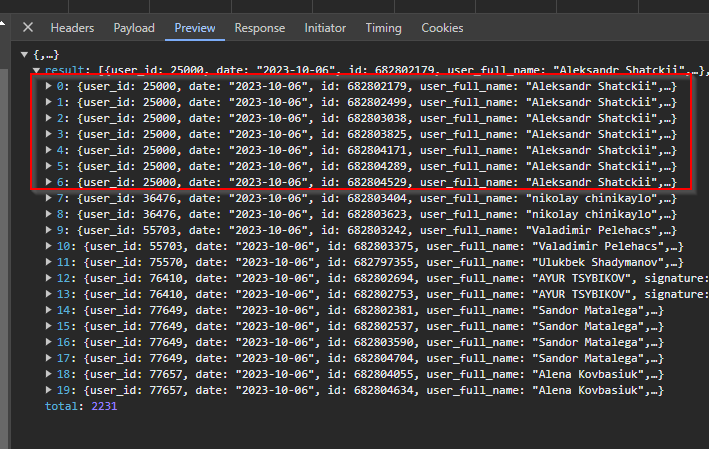 Headers Payload Preview Response Initiator Timing Cookies
{,…}
result: [{user_id: 25000, date: "2023-10-06", id: 682802179, user_full_name: "Aleksandr Shatckii",…},
0: {user_id: 25000, date: "2023-10-06", id: 682802179, user_full_name: "Aleksandr Shatckii",…}
1: {user_id: 25000, date: "2023-10-06", id: 682802499, user_full_name: "Aleksandr Shatckii",…}
2: {user_id: 25000, date: "2023-10-06", id: 682803038, user_full_name: "Aleksandr Shatckii",…}
3: {user_id: 25000, date: "2023-10-06", id: 682803825, user_full_name: "Aleksandr Shatckii",…}
4: {user_id: 25000, date: "2023-10-06", id: 682804171, user_full_name: "Aleksandr Shatckii",…}
5: {user_id: 25000, date: "2023-10-06", id: 682804289, user_full_name: "Aleksandr Shatckii",…}
6: {user_id: 25000, date: "2023-10-06", id: 682804529, user_full_name: "Aleksandr Shatckii",…}
7: {user_id: 36476, date: "2023-10-06", id: 682803404, user_full_name: "nikolay chinikaylo",…}
8: {user_id: 36476, date: "2023-10-06", id: 682803623, user_full_name: "nikolay chinikaylo",…}
9: {user_id: 55703, date: "2023-10-06", id: 682803242, user_full_name: "Valadimir Pelehacs",…}
10: {user_id: 55703, date: "2023-10-06", id: 682803375, user_full_name: "Valadimir Pelehacs",…}
11: {user_id: 75570, date: "2023-10-06", id: 682797355, user_full_name: "Ulukbek Shadymanov",…}
12: {user_id: 76410, date: "2023-10-06", id: 682802694, user_full_name: "AYUR TSYBIKOV", signature:
13: {user_id: 76410, date: "2023-10-06", id: 682802753, user_full_name: "AYUR TSYBIKOV", signature:
14: {user_id: 77649, date: "2023-10-06", id: 682802381, user_full_name: "Sandor Matalega",…}
15: {user_id: 77649, date: "2023-10-06", id: 682802537, user_full_name: "Sandor Matalega",…}
16: {user_id: 77649, date: "2023-10-06", id: 682803590, user_full_name: "Sandor Matalega",…}
17: {user_id: 77649, date: "2023-10-06", id: 682804704, user_full_name: "Sandor Matalega",…}
18: {user_id: 77657, date: "2023-10-06", id: 682804055, user_full_name: "Alena Kovbasiuk",…}
19: {user_id: 77657, date: "2023-10-06", id: 682804634, user_full_name: "Alena Kovbasiuk",…}
total: 2231